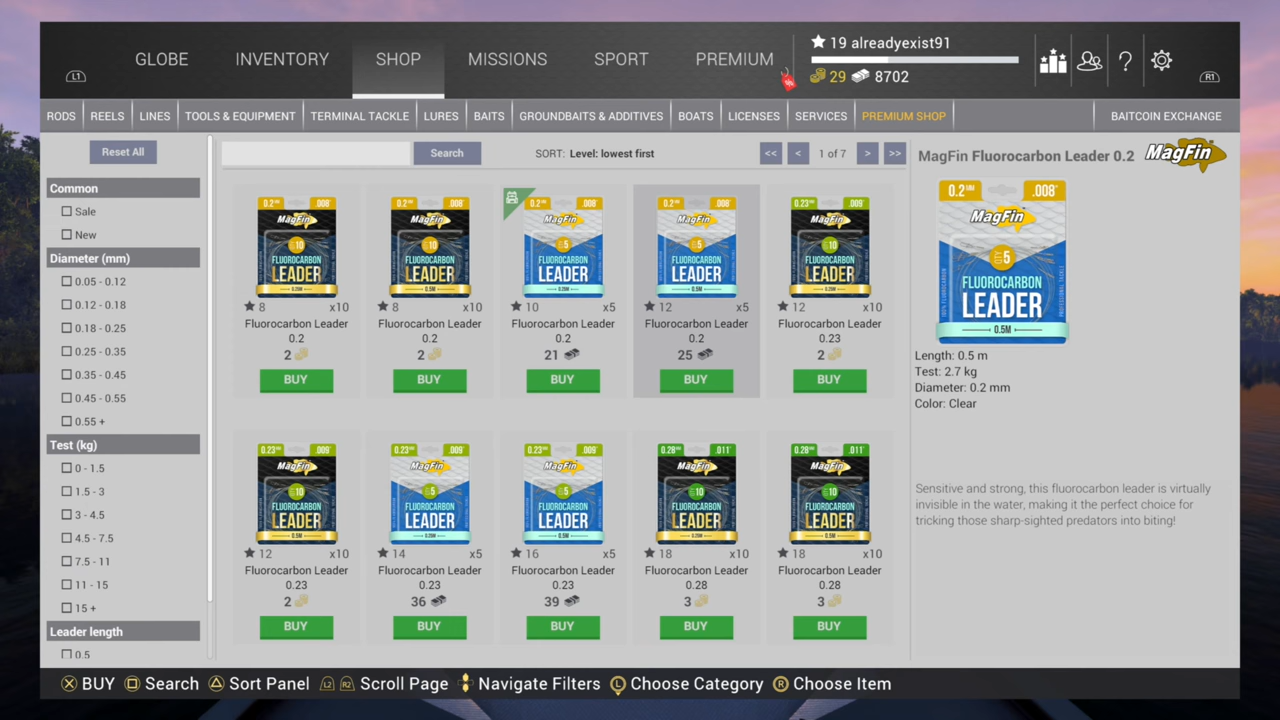 GLOBE INVENTORY SHOP MISSIONS SPORT PREMIUM
19 alreadyexist91
29 8702
L1
R1
RODS REELS LINES TOOLS & EQUIPMENT TERMINAL TACKLE LURES BAITS GROUNDBAITS & ADDITIVES BOATS LICENSES SERVICES PREMIUM SHOP BAITCOIN EXCHANGE
Reset All
Common
Sale
New
Diameter (mm)
0.05 - 0.12
0.12 - 0.18
0.18 - 0.25
0.25 - 0.35
0.35 - 0.45
0.45 - 0.55
0.55 +
Test (kg)
0 - 1.5
1.5 - 3
3 - 4.5
4.5 - 7.5
7.5 - 11
11 - 15
15 +
Leader length
0.5
Search SORT: Level: lowest first << < 1 of 7 > >>
8 x10
Fluorocarbon Leader
0.2
2
BUY
8 x10
Fluorocarbon Leader
0.2
2
BUY
10 x5
Fluorocarbon Leader
0.2
21
BUY
12 x5
Fluorocarbon Leader
0.2
25
BUY
12 x10
Fluorocarbon Leader
0.23
2
BUY
12 x10
Fluorocarbon Leader
0.23
2
BUY
14 x5
Fluorocarbon Leader
0.23
36
BUY
16 x5
Fluorocarbon Leader
0.23
39
BUY
18 x10
Fluorocarbon Leader
0.28
3
BUY
18 x10
Fluorocarbon Leader
0.28
3
BUY
MagFin Fluorocarbon Leader 0.2 MagFin
0.2MM .008"
MagFin
QTY 5
FLUOROCARBON
LEADER
0.5M
Length: 0.5 m
Test: 2.7 kg
Diameter: 0.2 mm
Color: Clear
Sensitive and strong, this fluorocarbon leader is virtually
invisible in the water, making it the perfect choice for
tricking those sharp-sighted predators into biting!
BUY Search Sort Panel L2 R2 Scroll Page Navigate Filters L Choose Category R Choose Item